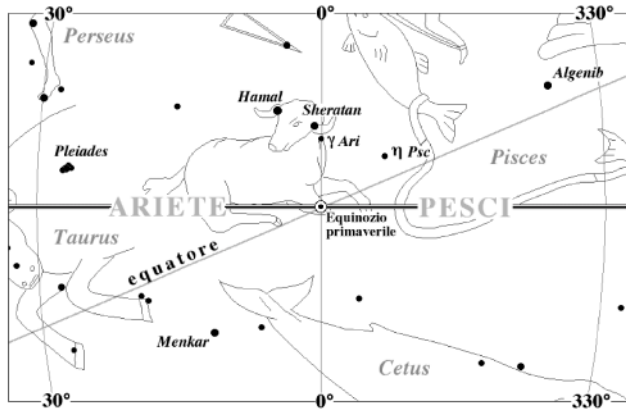 30°
0°
330°
Perseus
Algenib
Hamal
Sheratan
γ Ari
η Psc
Pleiades
Pisces
ARIETE
PESCI
Equinozio
primaverile
Taurus
equatore
Menkar
Cetus
30°
0°
330°